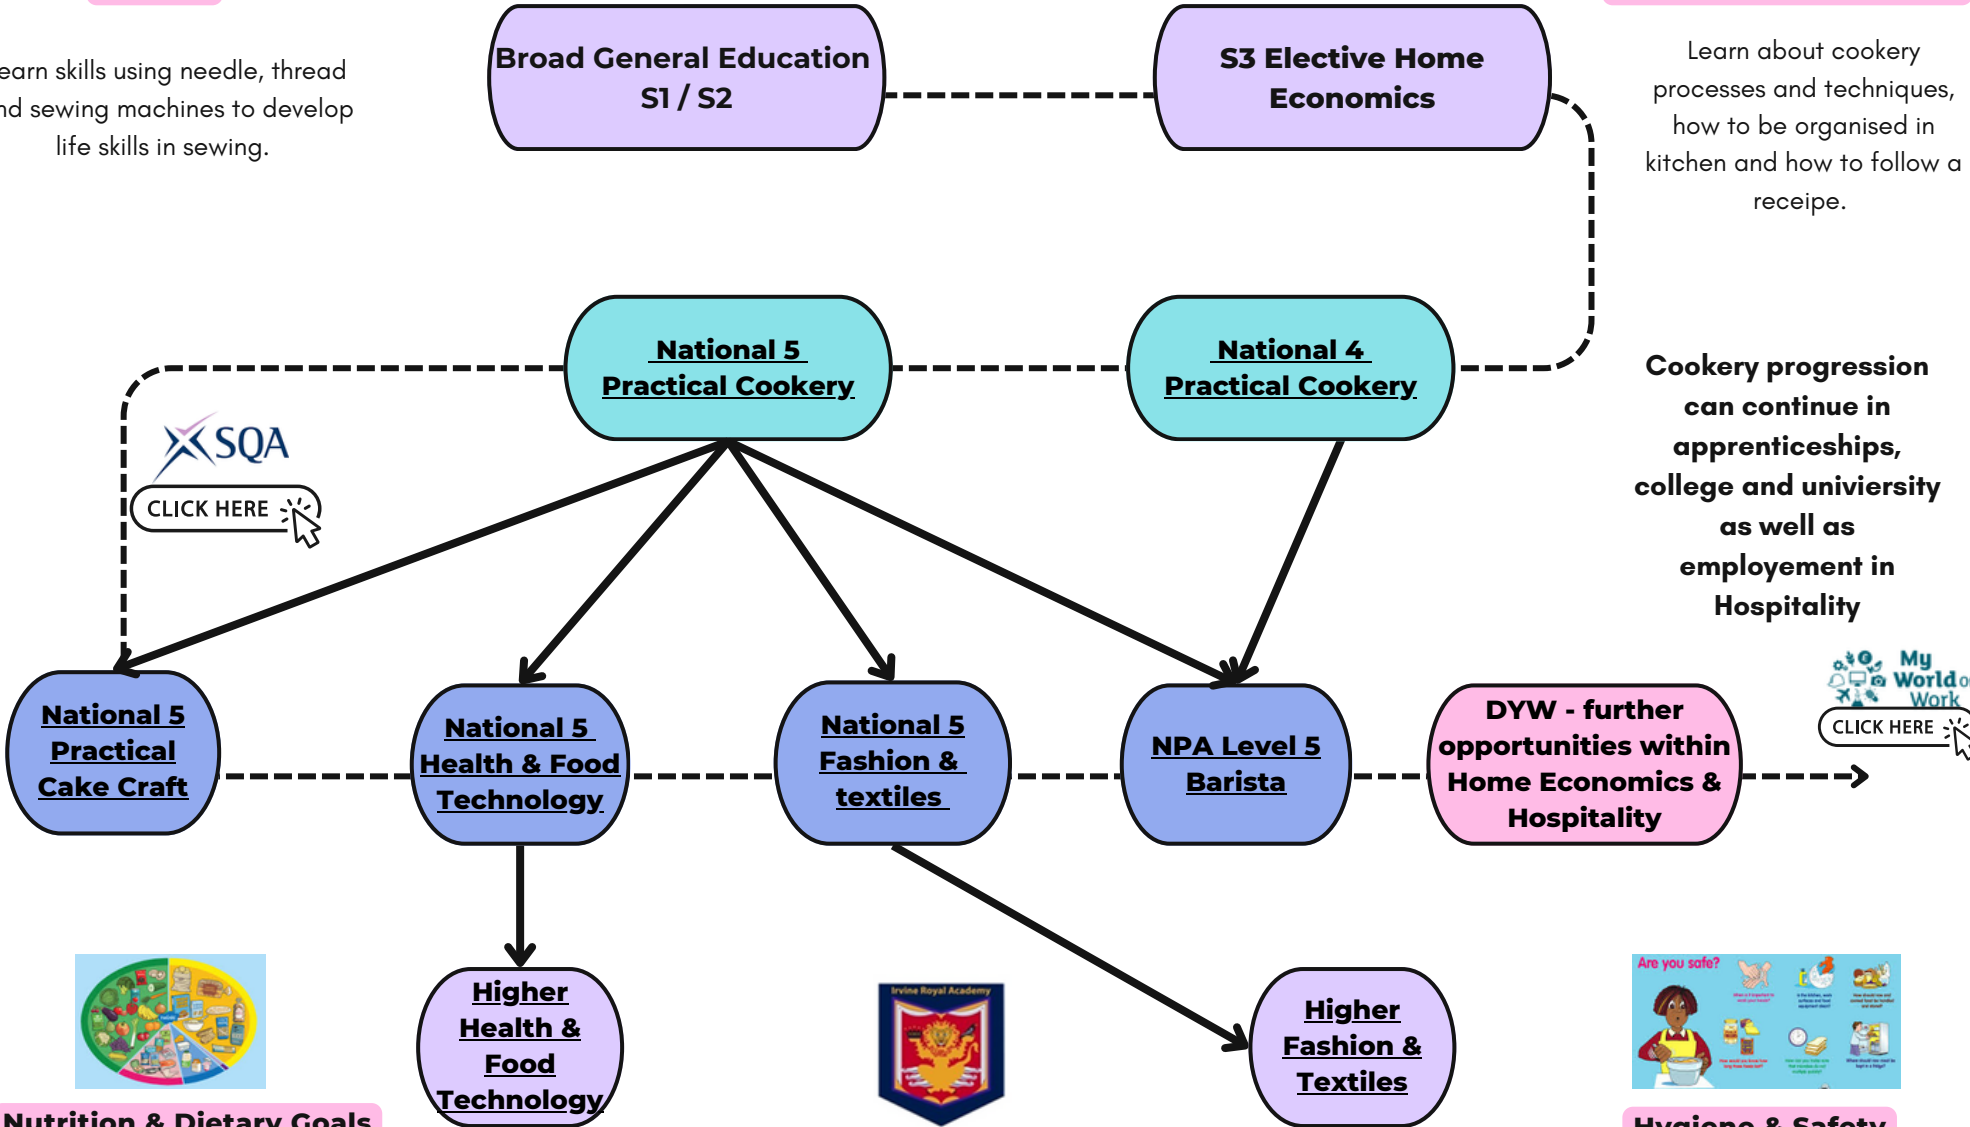 earn skills using needle, thread
nd sewing machines to develop
life skills in sewing.
Broad General Education
S1 / S2
S3 Elective Home
Economics
Learn about cookery
processes and techniques,
how to be organised in
kitchen and how to follow a
receipe.
National 5
Practical Cookery
National 4
Practical Cookery
SQA
CLICK HERE
Cookery progression
can continue in
apprenticeships,
college and univiersity
as well as
employement in
Hospitality
My
World o
Work
CLICK HERE
National 5
Practical
Cake Craft
National 5
Health & Food
Technology
National 5
Fashion &
textiles
NPA Level 5
Barista
DYW - further
opportunities within
Home Economics &
Hospitality
Higher
Health &
Food
Technology
Irvine Royal Academy
Higher
Fashion &
Textiles
Are you safe?
Nutrition & Dietary Goals
Hygiene & Safety